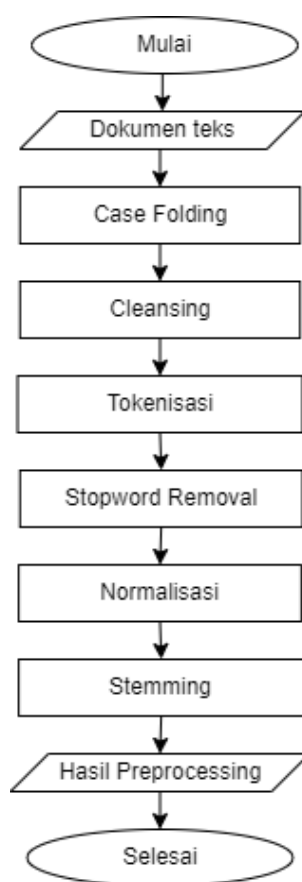 Mulai
Dokumen teks
Case Folding
Cleansing
Tokenisasi
Stopword Removal
Normalisasi
Stemming
Hasil Preprocessing
Selesai